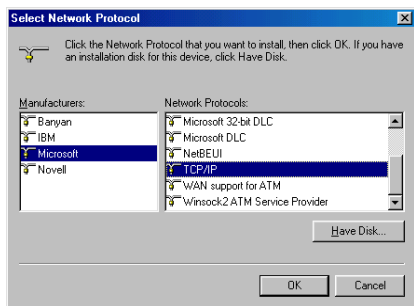 Select Network Protocol
Click the Network Protocol that you want to install, then click OK. If you have
an installation disk for this device, click Have Disk.
Manufacturers:
Banyan
IBM
Microsoft
Novell
Network Protocols:
Microsoft 32-bit DLC
Microsoft DLC
NetBEUI
TCP/IP
WAN support for ATM
Winsock2 ATM Service Provider
Have Disk...
OK
Cancel